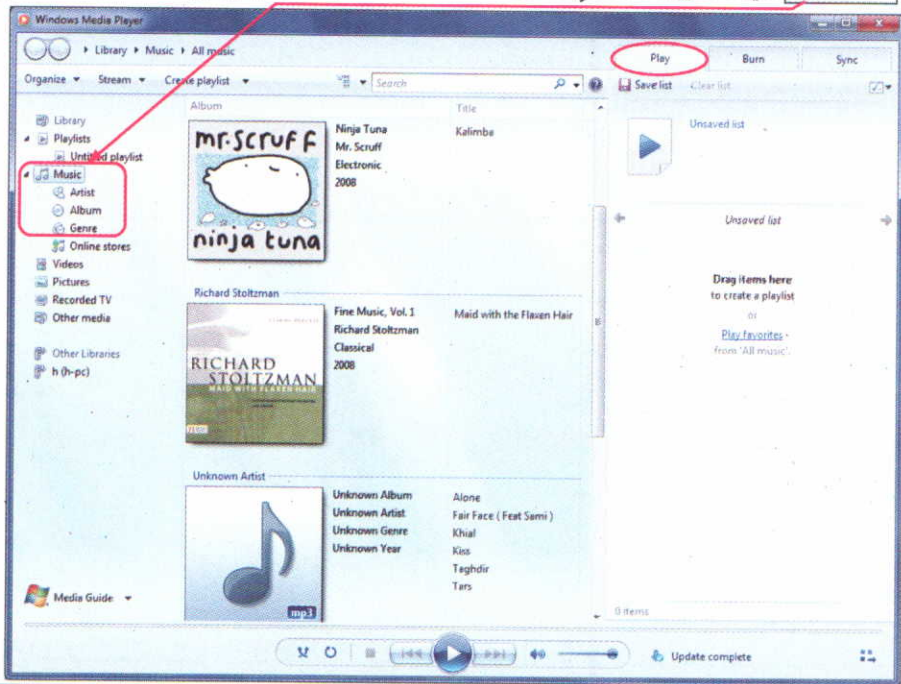 Windows Media Player
Library ▸ Music ▸ All music
Play
Burn
Sync
Organize
Stream
Create playlist
Search
Save list
Clear list
Library
Playlists
Untitled playlist
Music
Artist
Album
Genre
Online stores
Videos
Pictures
Recorded TV
Other media
Other Libraries
h (h-pc)
Media Guide
Album
Title
mr.scruff
ninja tuna
Ninja Tuna
Mr. Scruff
Electronic
2008
Kalimba
Richard Stoltzman
RICHARD
STOLTZMAN
MAID WITH FLAXEN HAIR
Fine Music, Vol. 1
Richard Stoltzman
Classical
2008
Maid with the Flaxen Hair
Unknown Artist
mp3
Unknown Album
Unknown Artist
Unknown Genre
Unknown Year
Alone
Fair Face ( Feat Sami )
Khial
Kiss
Taghdir
Tars
Unsaved list
Unsaved list
Drag items here
to create a playlist
or
Play favorites
from 'All music'.
0 items
Update complete